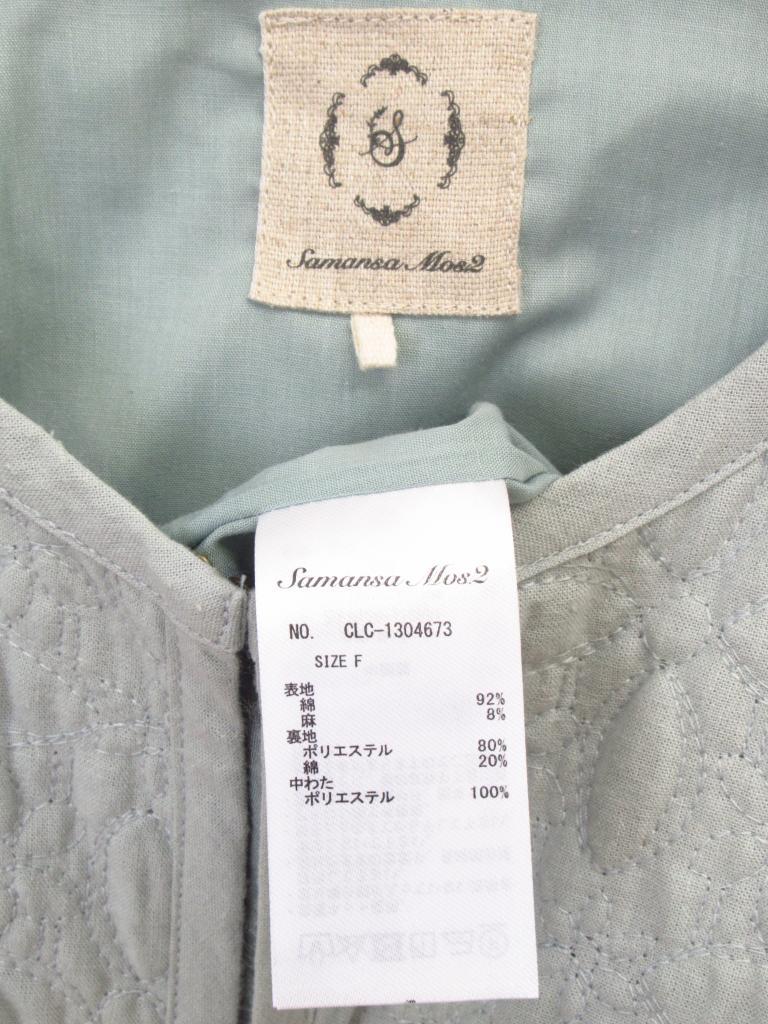 S
Samansa Mos2
Samansa Mos2
NO. CLC-1304673
SIZE F
表地
綿 92%
麻 8%
裏地
ポリエステル 80%
綿 20%
中わた
ポリエステル 100%